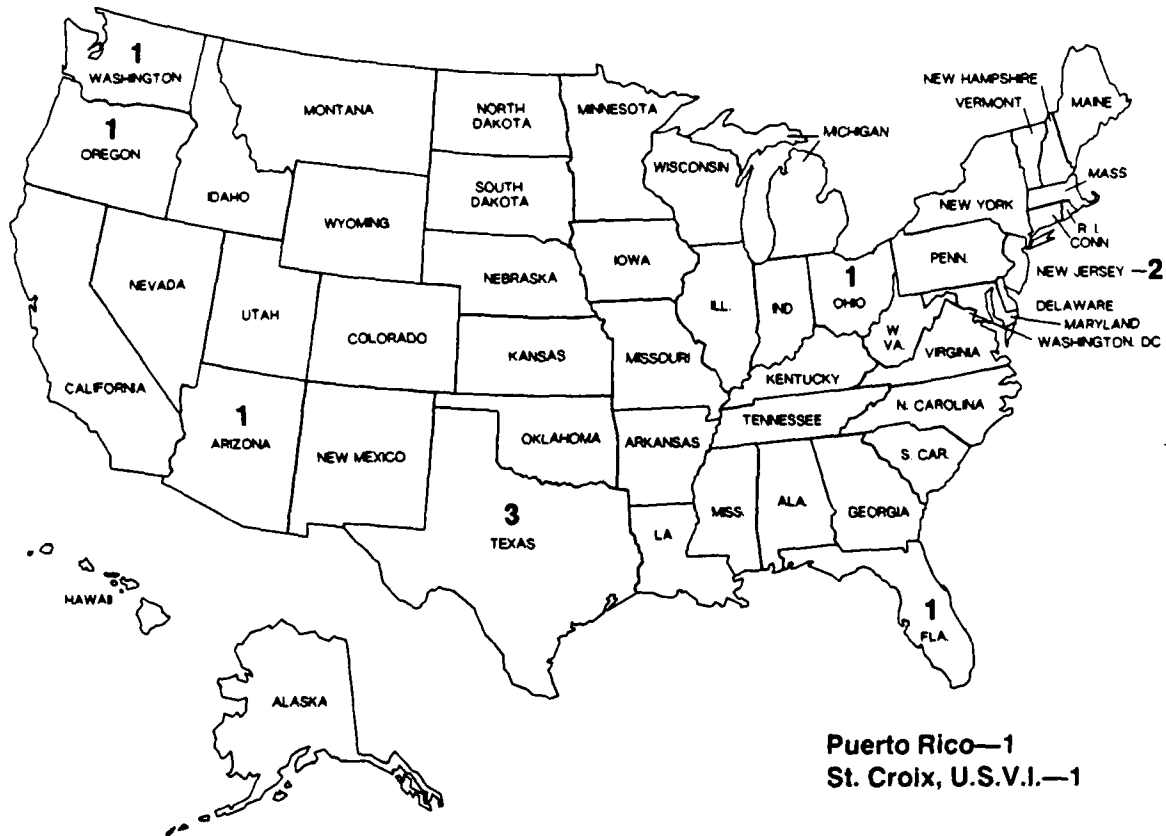 1
WASHINGTON
1
OREGON
MONTANA
NORTH
DAKOTA
MINNESOTA
IDAHO
WYOMING
SOUTH
DAKOTA
WISCONSIN
MICHIGAN
NEW HAMPSHIRE
VERMONT
MAINE
MASS
NEW YORK
R. I.
CONN
PENN.
NEW JERSEY —2
DELAWARE
MARYLAND
WASHINGTON. DC
NEVADA
UTAH
COLORADO
NEBRASKA
IOWA
ILL.
IND
1
OHIO
W.
VA.
VIRGINIA
CALIFORNIA
KANSAS
MISSOURI
KENTUCKY
1
ARIZONA
NEW MEXICO
OKLAHOMA
ARKANSAS
TENNESSEE
N. CAROLINA
S. CAR.
3
TEXAS
LA
MISS.
ALA.
GEORGIA
1
FLA.
HAWAII
ALASKA
Puerto Rico—1
St. Croix, U.S.V.I.—1